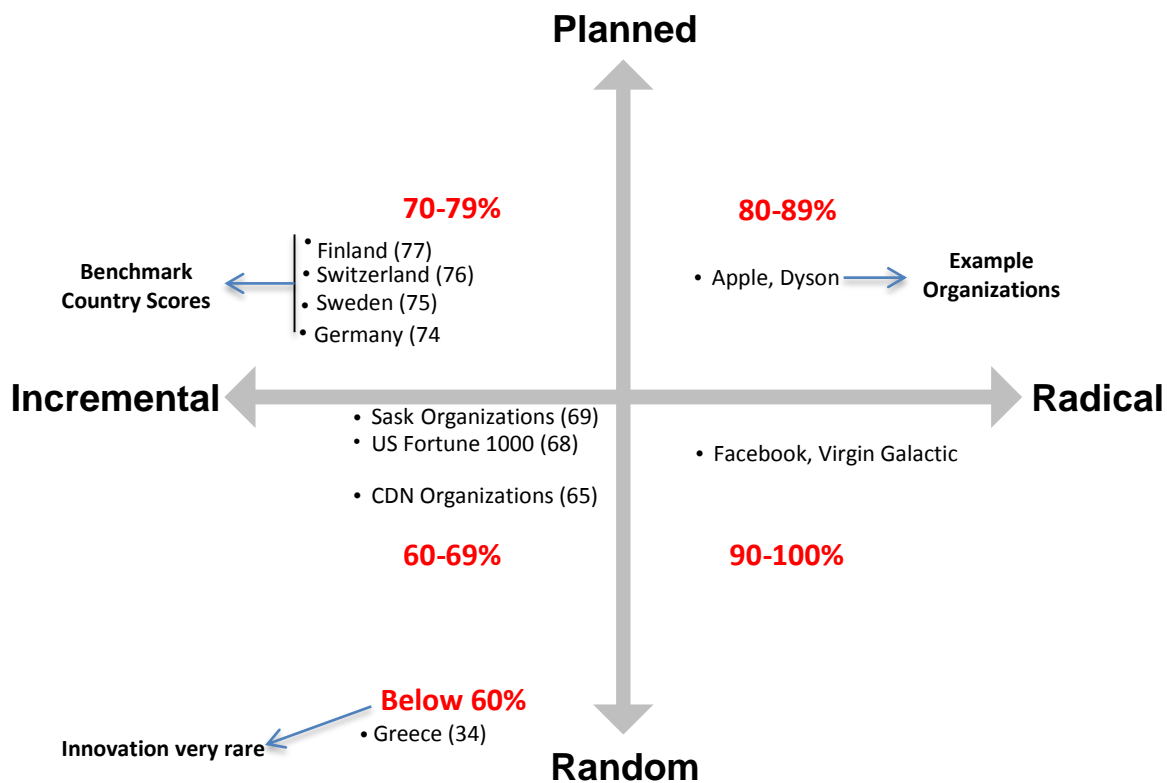 Planned
70-79%
80-89%
• Finland (77)
• Switzerland (76)
• Sweden (75)
• Germany (74
Benchmark
Country Scores
• Apple, Dyson
Example
Organizations
Incremental
Radical
• Sask Organizations (69)
• US Fortune 1000 (68)
• CDN Organizations (65)
• Facebook, Virgin Galactic
60-69%
90-100%
Below 60%
• Greece (34)
Innovation very rare
Random